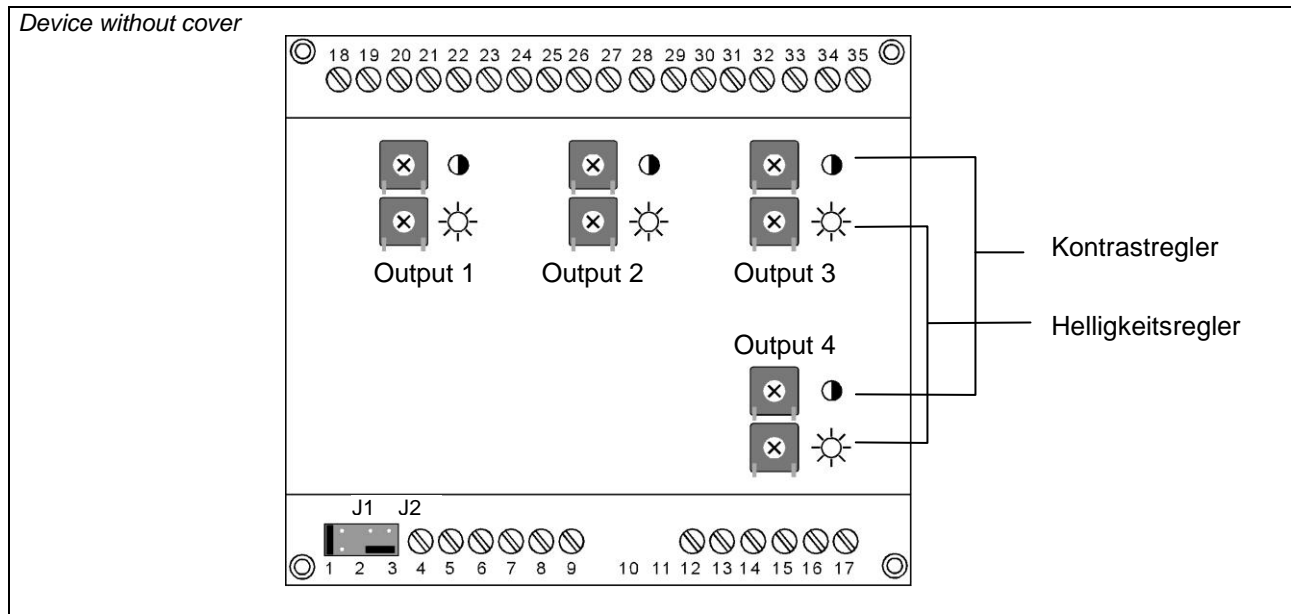 Device without cover
18 19 20 21 22 23 24 25 26 27 28 29 30 31 32 33 34 35
Output 1 Output 2 Output 3
Kontrastregler
Helligkeitsregler
Output 4
J1 J2
1 2 3 4 5 6 7 8 9 10 11 12 13 14 15 16 17